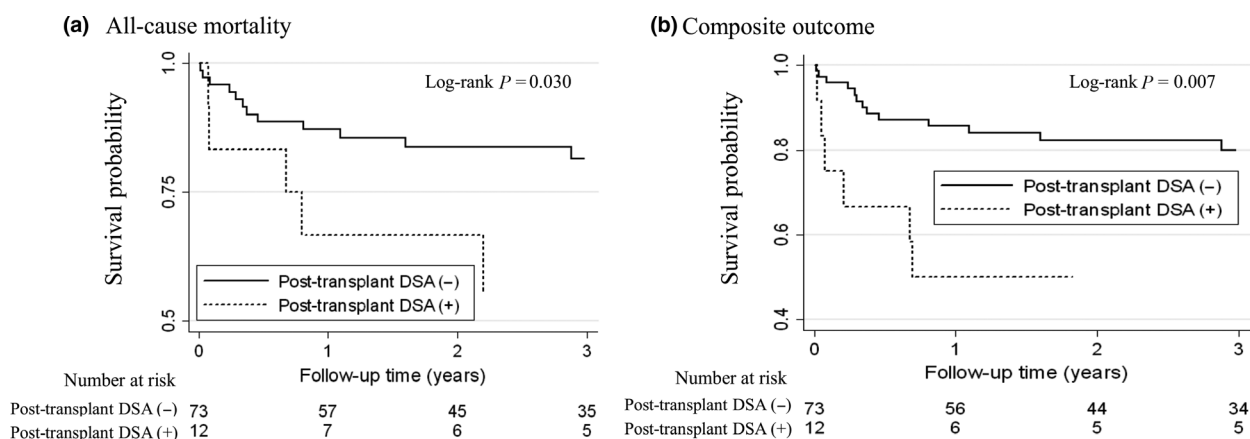 (a) All-cause mortality
Survival probability
1.0
0.75
0.5
Log-rank P = 0.030
Post-transplant DSA (−)
Post-transplant DSA (+)
0 1 2 3
Follow-up time (years)
Number at risk
Post-transplant DSA (−) 73 57 45 35
Post-transplant DSA (+) 12 7 6 5
(b) Composite outcome
Survival probability
1.0
0.8
0.6
0.4
Log-rank P = 0.007
Post-transplant DSA (−)
Post-transplant DSA (+)
0 1 2 3
Follow-up time (years)
Number at risk
Post-transplant DSA (−) 73 56 44 34
Post-transplant DSA (+) 12 6 5 5